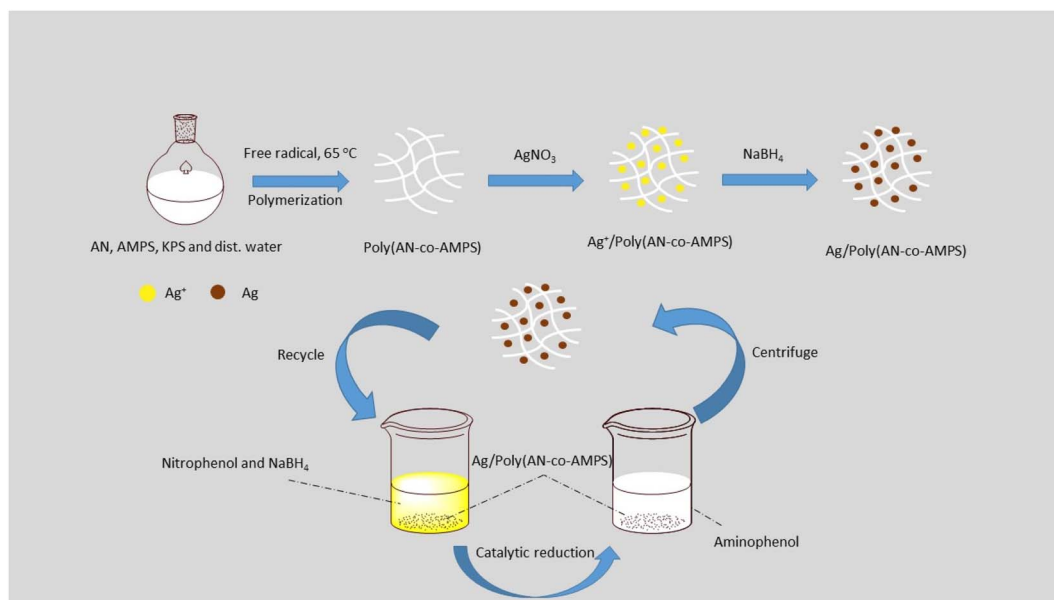 Free radical, 65 °C
Polymerization
AgNO₃
NaBH₄
AN, AMPS, KPS and dist. water
Poly(AN-co-AMPS)
Ag⁺/Poly(AN-co-AMPS)
Ag/Poly(AN-co-AMPS)
Ag⁺
Ag
Recycle
Centrifuge
Nitrophenol and NaBH₄
Ag/Poly(AN-co-AMPS)
Aminophenol
Catalytic reduction